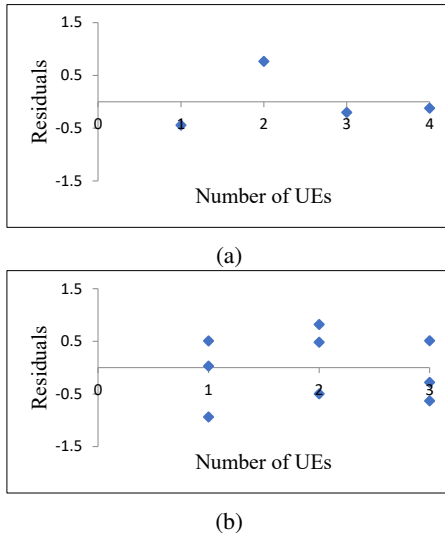 1.5
0.5
-0.5
-1.5
0 1 2 3 4
Residuals
Number of UEs
(a)
1.5
0.5
-0.5
-1.5
0 1 2 3
Residuals
Number of UEs
(b)